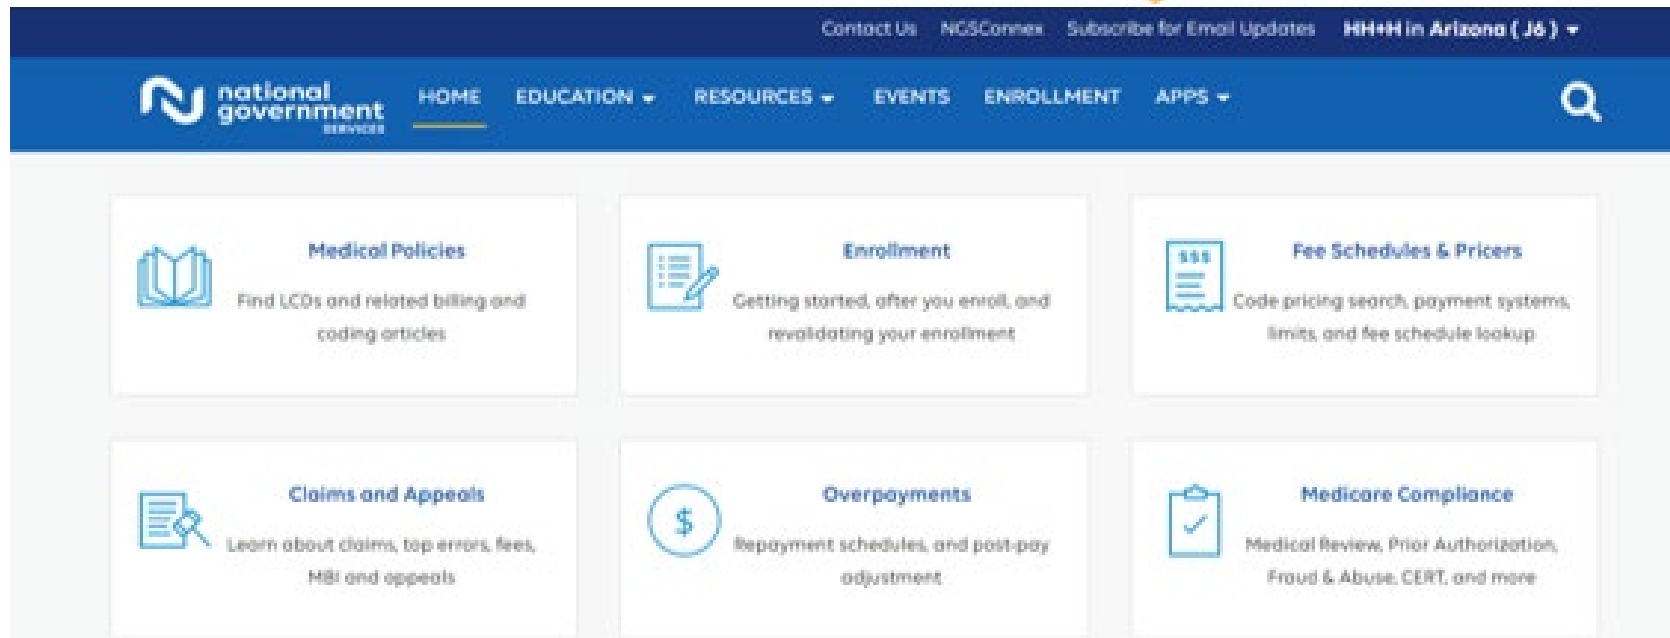 Contact Us NGSConnex Subscribe for Email Updates HH+H in Arizona ( J6 )
national
government
SERVICES
HOME EDUCATION RESOURCES EVENTS ENROLLMENT APPS
Medical Policies
Find LCDs and related billing and
coding articles
Enrollment
Getting started, after you enroll, and
revalidating your enrollment
$$$
Fee Schedules & Pricers
Code pricing search, payment systems,
limits, and fee schedule lookup
Claims and Appeals
Learn about claims, top errors, fees,
MBI and appeals
$
Overpayments
Repayment schedules, and post-pay
adjustment
Medicare Compliance
Medical Review, Prior Authorization,
Fraud & Abuse, CERT, and more